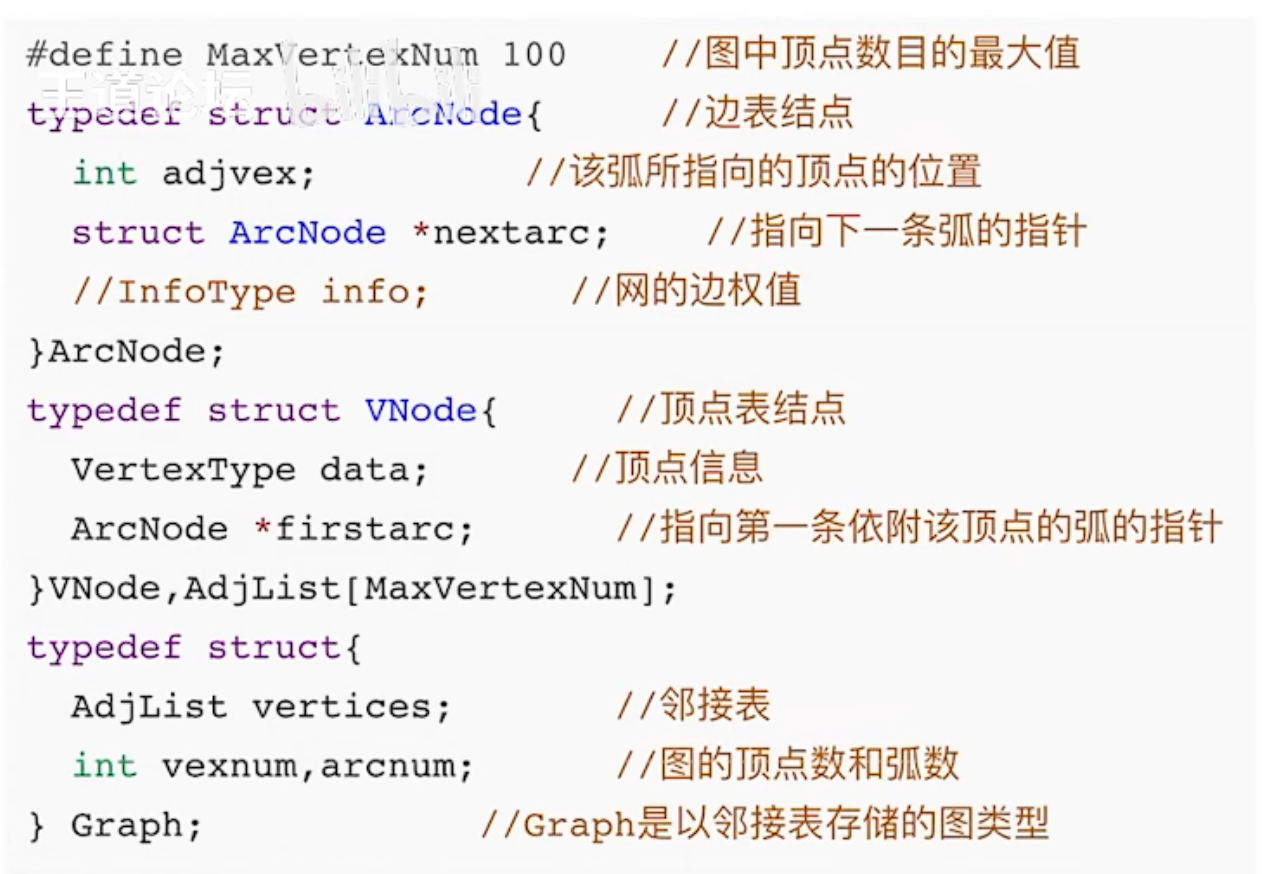 #define MaxVertexNum 100 //图中顶点数目的最大值
王道论坛 bilibili
typedef struct ArcNode{ //边表结点
int adjvex; //该弧所指向的顶点的位置
struct ArcNode *nextarc; //指向下一条弧的指针
//InfoType info; //网的边权值
}ArcNode;
typedef struct VNode{ //顶点表结点
VertexType data; //顶点信息
ArcNode *firstarc; //指向第一条依附该顶点的弧的指针
}VNode,AdjList[MaxVertexNum];
typedef struct{
AdjList vertices; //邻接表
int vexnum,arcnum; //图的顶点数和弧数
} Graph; //Graph是以邻接表存储的图类型